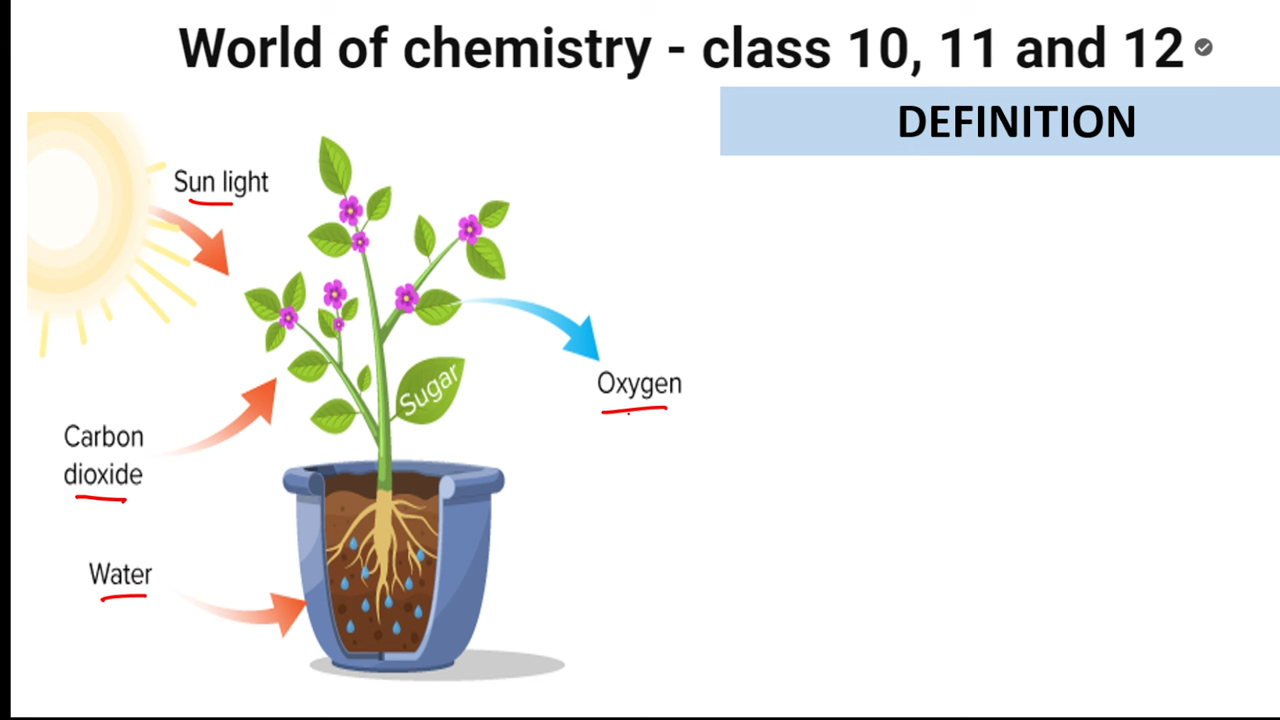 World of chemistry - class 10, 11 and 12
DEFINITION
Sun light
Sugar
Oxygen
Carbon
dioxide
Water